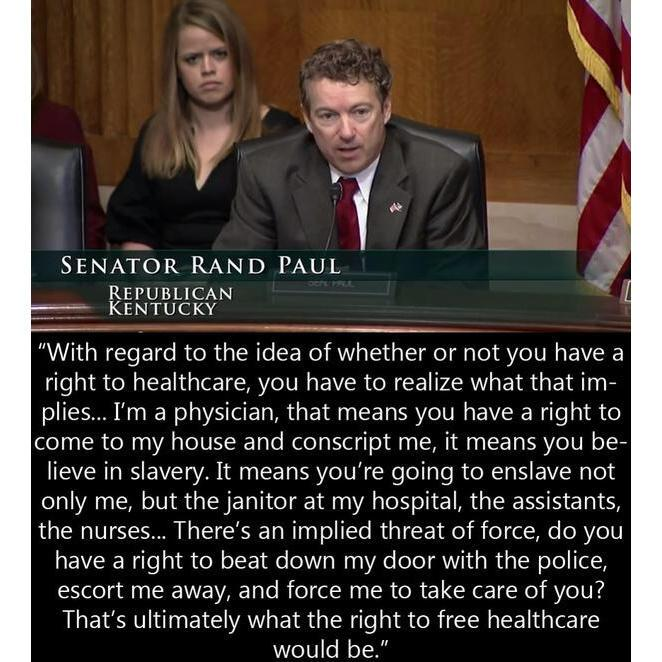 SENATOR RAND PAUL
REPUBLICAN
KENTUCKY
SEN. PAUL
“With regard to the idea of whether or not you have a
right to healthcare, you have to realize what that im-
plies... I’m a physician, that means you have a right to
come to my house and conscript me, it means you be-
lieve in slavery. It means you’re going to enslave not
only me, but the janitor at my hospital, the assistants,
the nurses... There’s an implied threat of force, do you
have a right to beat down my door with the police,
escort me away, and force me to take care of you?
That’s ultimately what the right to free healthcare
would be.”